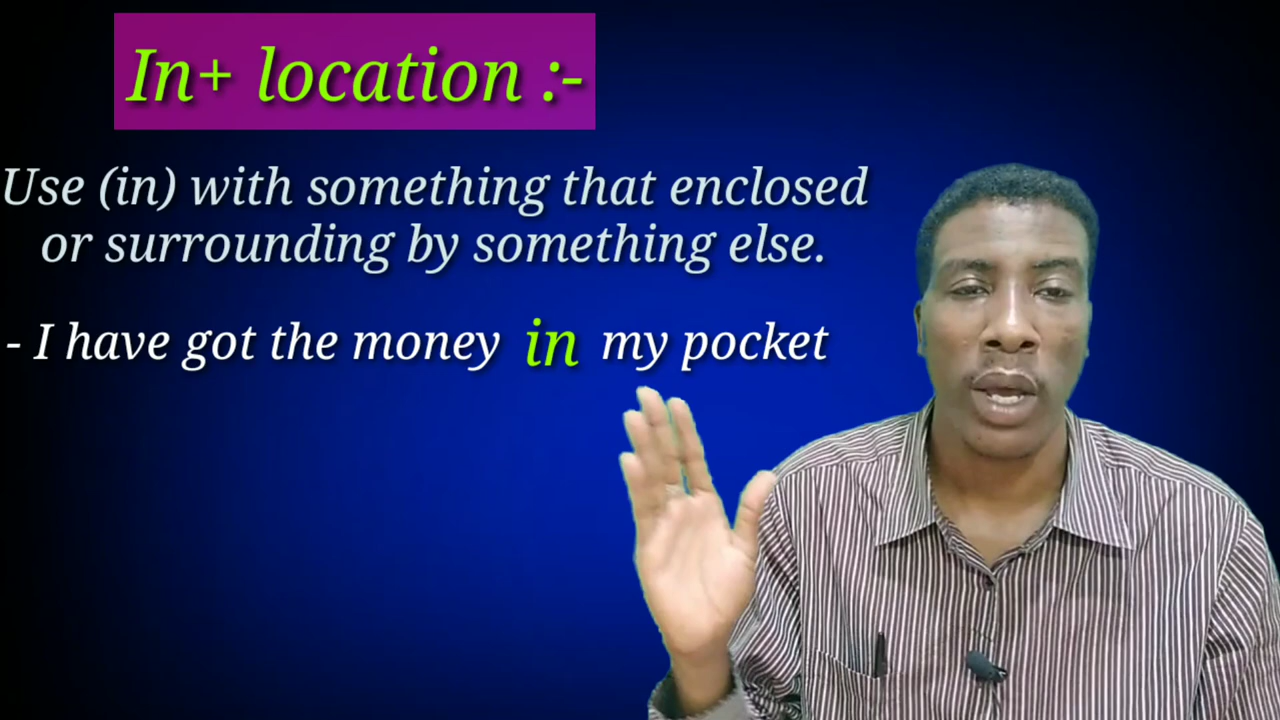 In+ location :-
Use (in) with something that enclosed
or surrounding by something else.
- I have got the money in my pocket